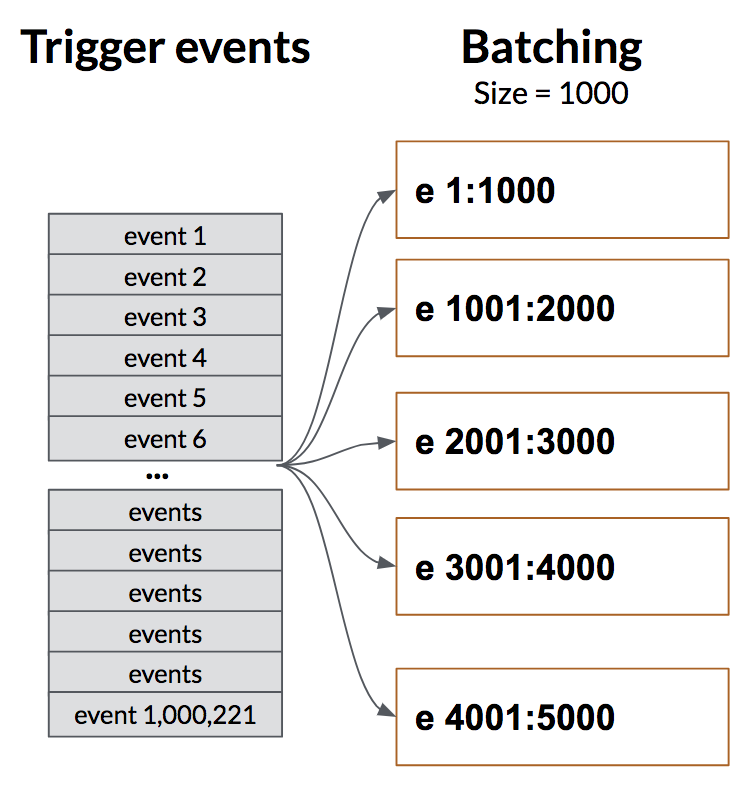 Trigger events
Batching
Size = 1000
event 1
event 2
event 3
event 4
event 5
event 6
...
events
events
events
events
events
event 1,000,221
e 1:1000
e 1001:2000
e 2001:3000
e 3001:4000
e 4001:5000